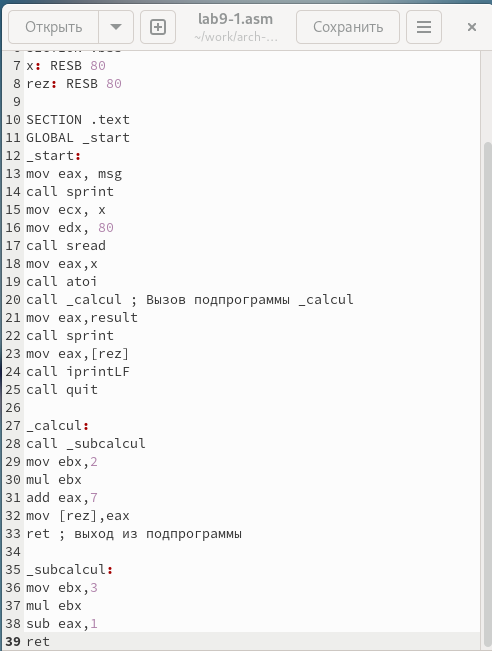 Открыть
lab9-1.asm
~/work/arch-...
Сохранить
6 SECTION .bss
7 x: RESB 80
8 rez: RESB 80
9
10 SECTION .text
11 GLOBAL _start
12 _start:
13 mov eax, msg
14 call sprint
15 mov ecx, x
16 mov edx, 80
17 call sread
18 mov eax,x
19 call atoi
20 call _calcul ; Вызов подпрограммы _calcul
21 mov eax,result
22 call sprint
23 mov eax,[rez]
24 call iprintLF
25 call quit
26
27 _calcul:
28 call _subcalcul
29 mov ebx,2
30 mul ebx
31 add eax,7
32 mov [rez],eax
33 ret ; выход из подпрограммы
34
35 _subcalcul:
36 mov ebx,3
37 mul ebx
38 sub eax,1
39 ret